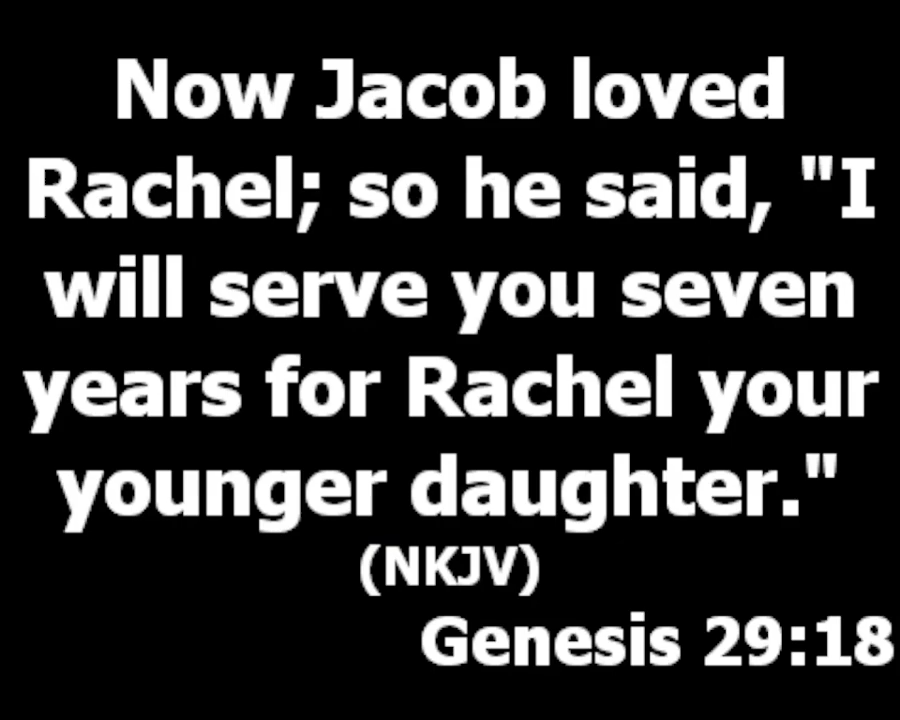 Now Jacob loved
Rachel; so he said, "I
will serve you seven
years for Rachel your
younger daughter."
(NKJV)
Genesis 29:18